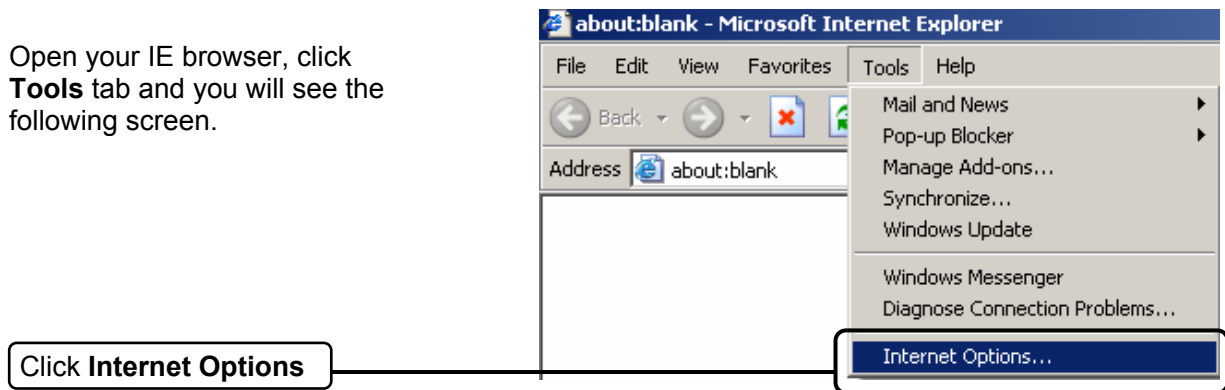 Open your IE browser, click
Tools tab and you will see the
following screen.
Click Internet Options
about:blank - Microsoft Internet Explorer
File Edit View Favorites Tools Help
Back
Address about:blank
Mail and News
Pop-up Blocker
Manage Add-ons...
Synchronize...
Windows Update
Windows Messenger
Diagnose Connection Problems...
Internet Options...